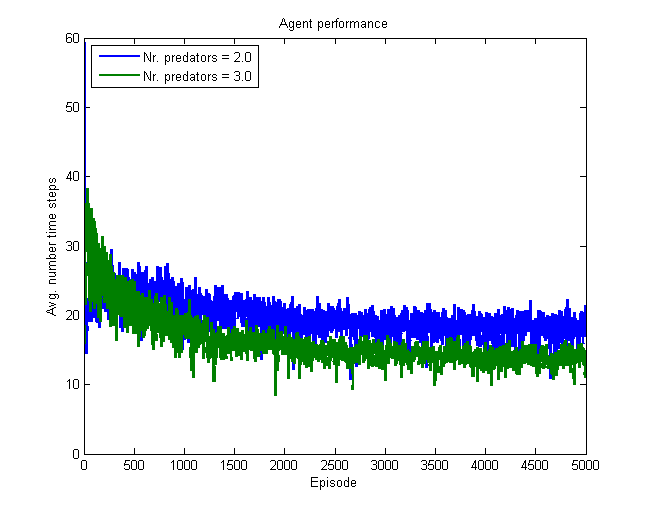 Agent performance
60
50
40
30
20
10
0
Avg. number time steps
Nr. predators = 2.0
Nr. predators = 3.0
0 500 1000 1500 2000 2500 3000 3500 4000 4500 5000
Episode